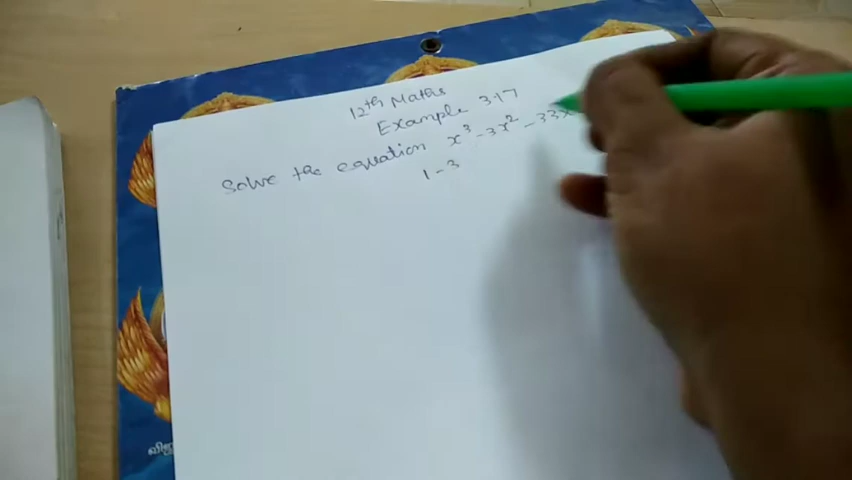 12th Maths
Example 3.17
Solve the equation x³ - 3x² - 33x
1 - 3